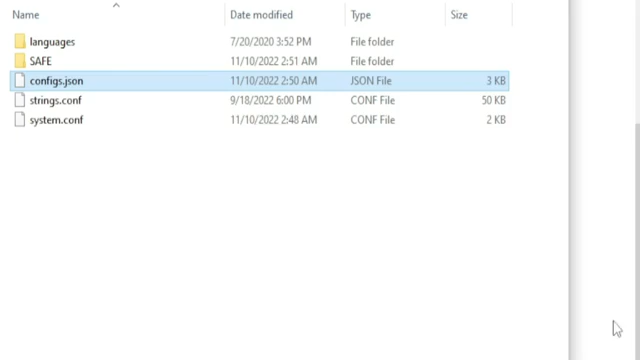 Name Date modified Type Size
languages 7/20/2020 3:52 PM File folder
SAFE 11/10/2022 2:51 AM File folder
configs.json 11/10/2022 2:50 AM JSON File 3 KB
strings.conf 9/18/2022 6:00 PM CONF File 50 KB
system.conf 11/10/2022 2:48 AM CONF File 2 KB